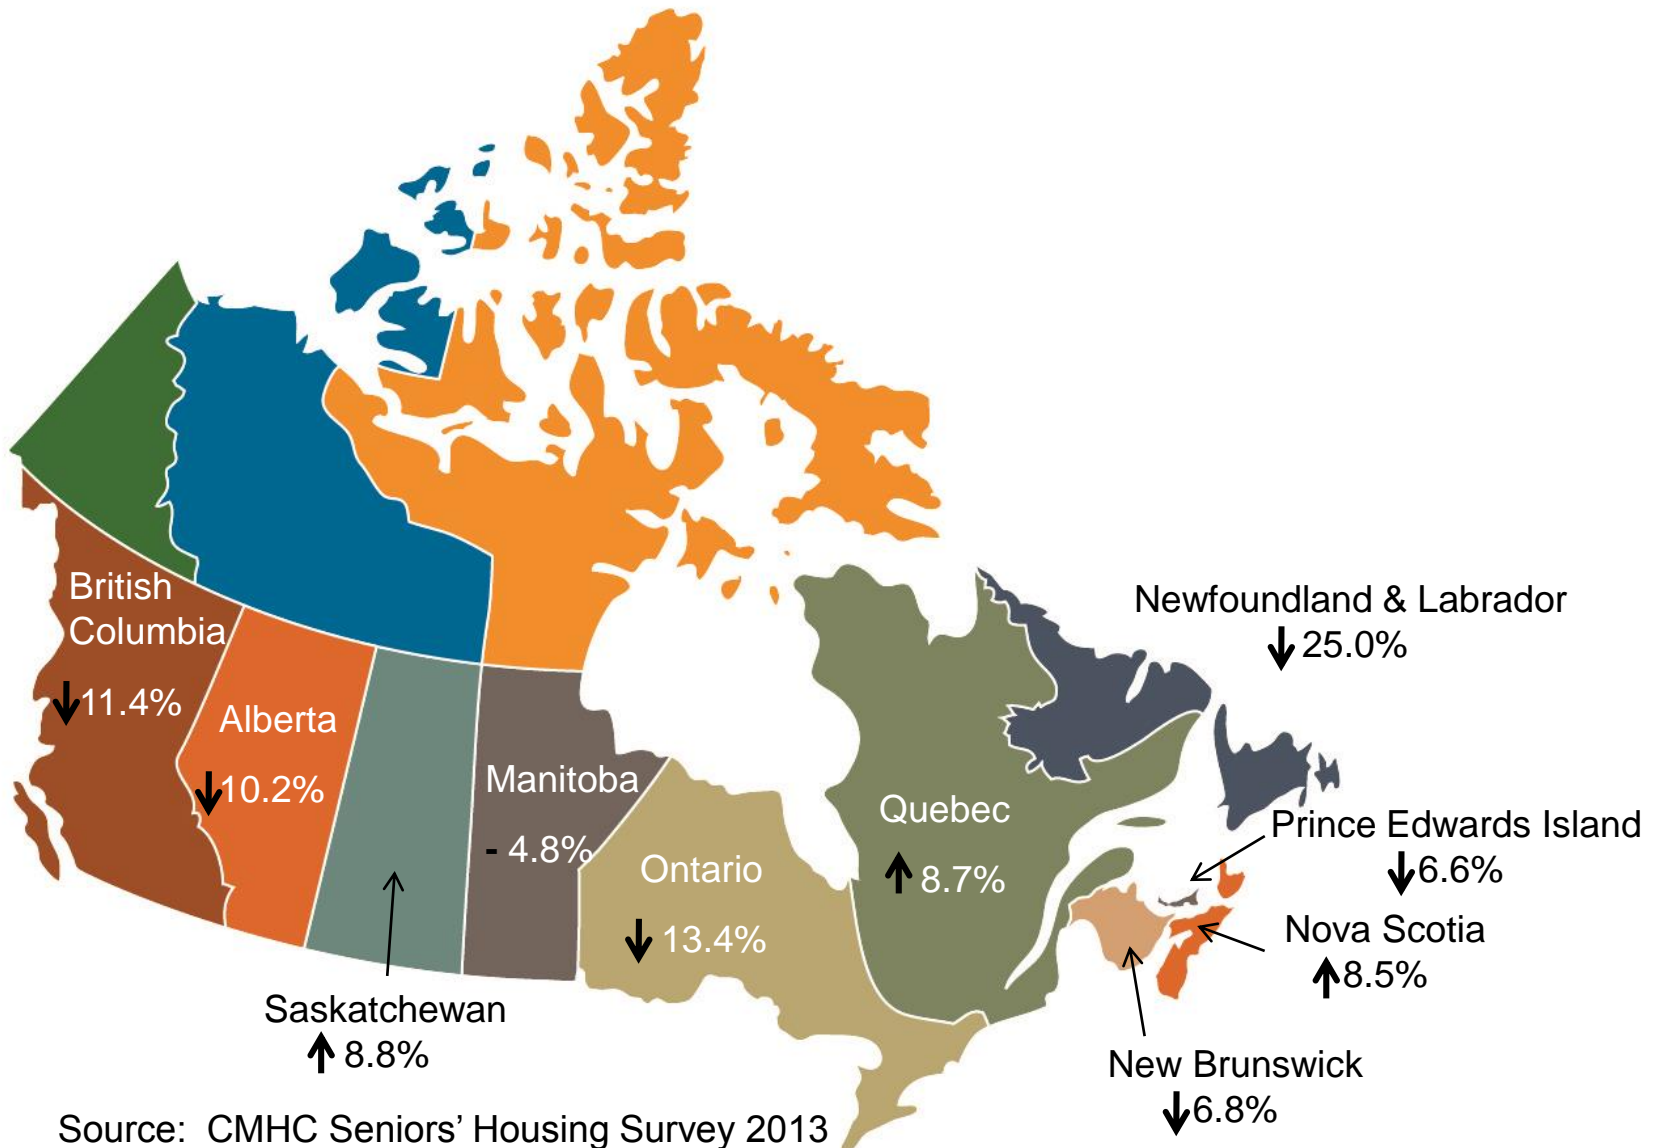 British
Columbia
↓11.4%
Alberta
↓10.2%
Saskatchewan
↑ 8.8%
Manitoba
- 4.8%
Ontario
↓ 13.4%
Quebec
↑ 8.7%
Newfoundland & Labrador
↓ 25.0%
Prince Edwards Island
↓6.6%
Nova Scotia
↑8.5%
New Brunswick
↓6.8%
Source: CMHC Seniors’ Housing Survey 2013